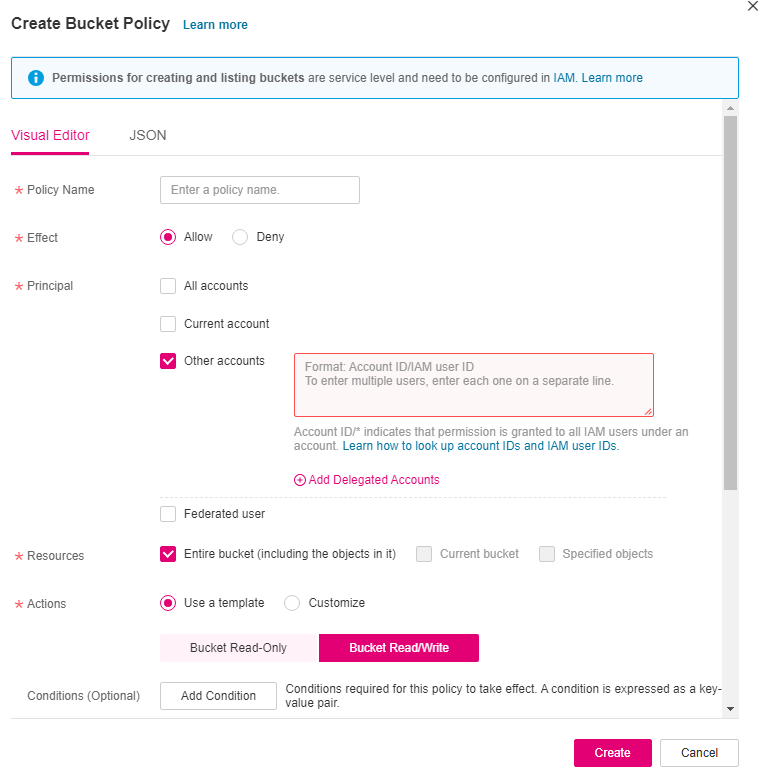 Create Bucket Policy Learn more
Permissions for creating and listing buckets are service level and need to be configured in IAM. Learn more
Visual Editor JSON
* Policy Name Enter a policy name.
* Effect Allow Deny
* Principal All accounts
Current account
Other accounts Format: Account ID/IAM user ID
To enter multiple users, enter each one on a separate line.
Account ID/* indicates that permission is granted to all IAM users under an
account. Learn how to look up account IDs and IAM user IDs.
Add Delegated Accounts
Federated user
* Resources Entire bucket (including the objects in it) Current bucket Specified objects
* Actions Use a template Customize
Bucket Read-Only Bucket Read/Write
Conditions (Optional) Add Condition Conditions required for this policy to take effect. A condition is expressed as a key-
value pair.
Create Cancel